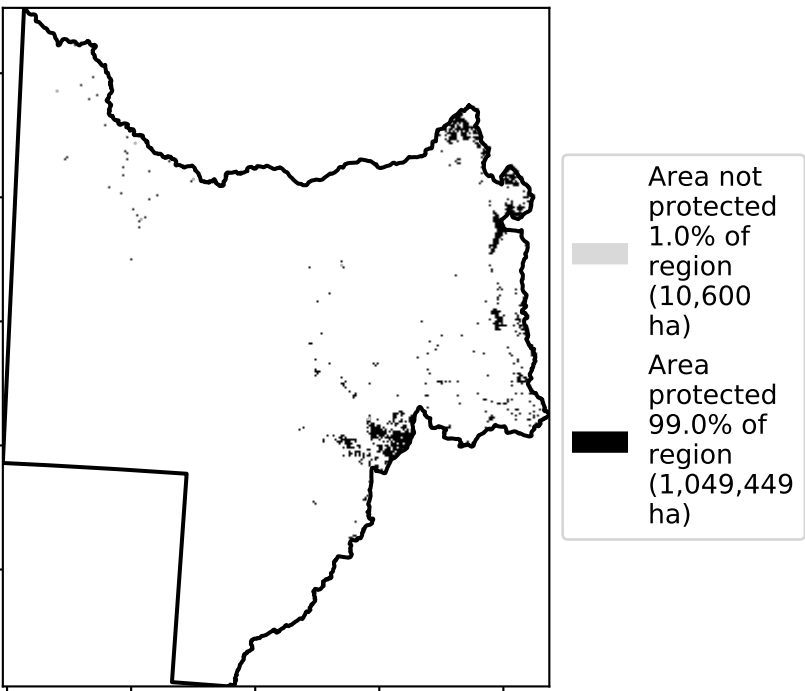 Area not
protected
1.0% of
region
(10,600
ha)
Area
protected
99.0% of
region
(1,049,449
ha)